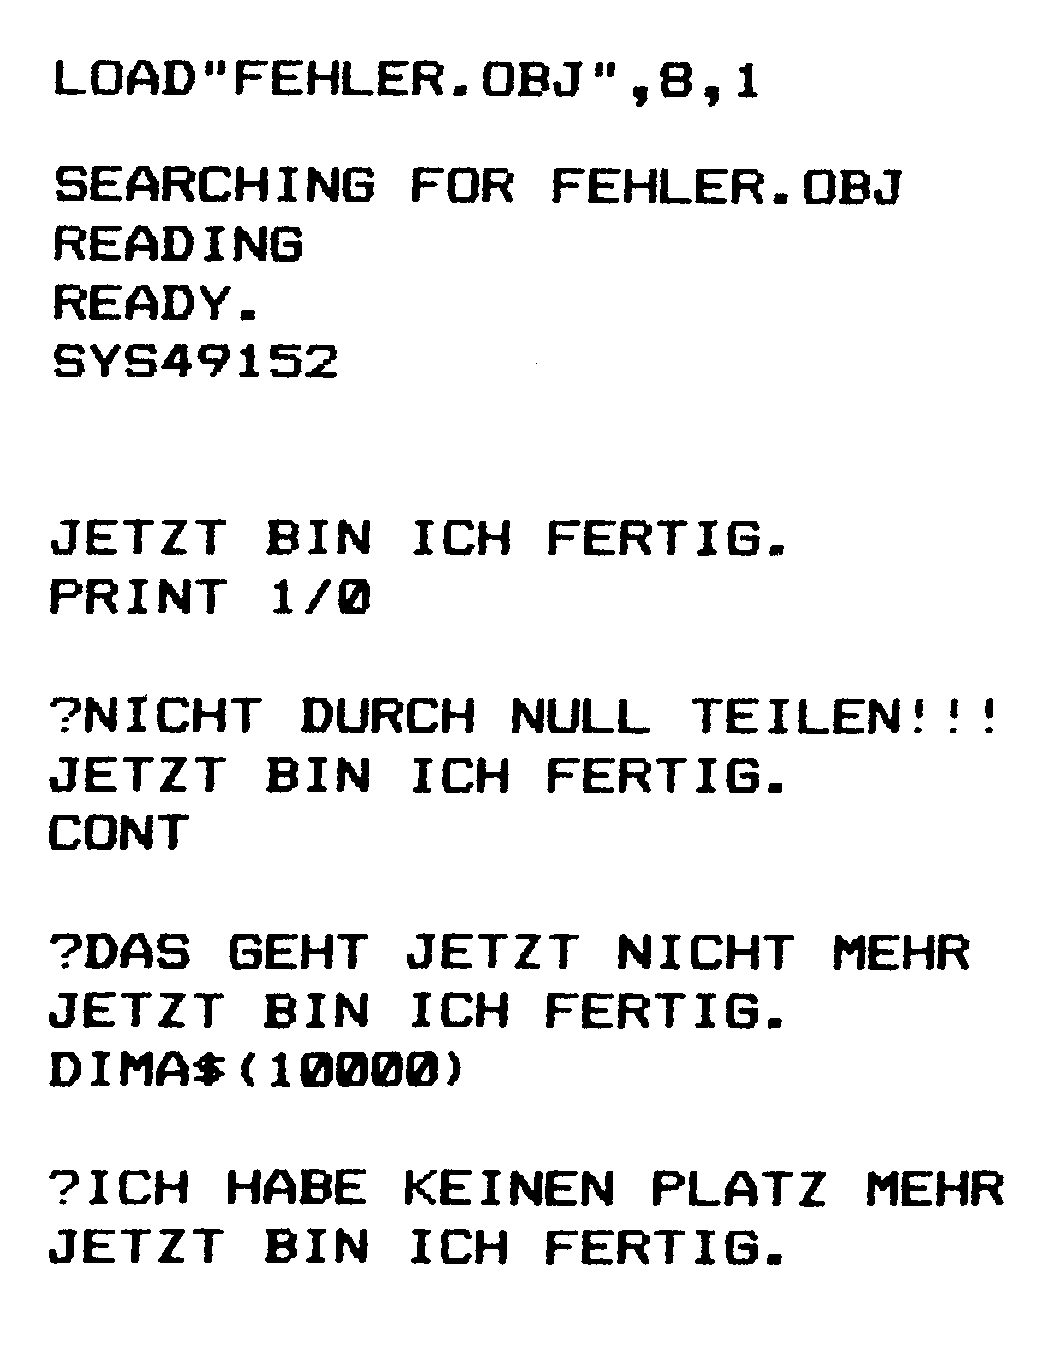 LOAD"FEHLER.OBJ",8,1
SEARCHING FOR FEHLER.OBJ
READING
READY.
SYS49152
JETZT BIN ICH FERTIG.
PRINT 1/0
?NICHT DURCH NULL TEILEN!!!
JETZT BIN ICH FERTIG.
CONT
?DAS GEHT JETZT NICHT MEHR
JETZT BIN ICH FERTIG.
DIMA$(10000)
?ICH HABE KEINEN PLATZ MEHR
JETZT BIN ICH FERTIG.